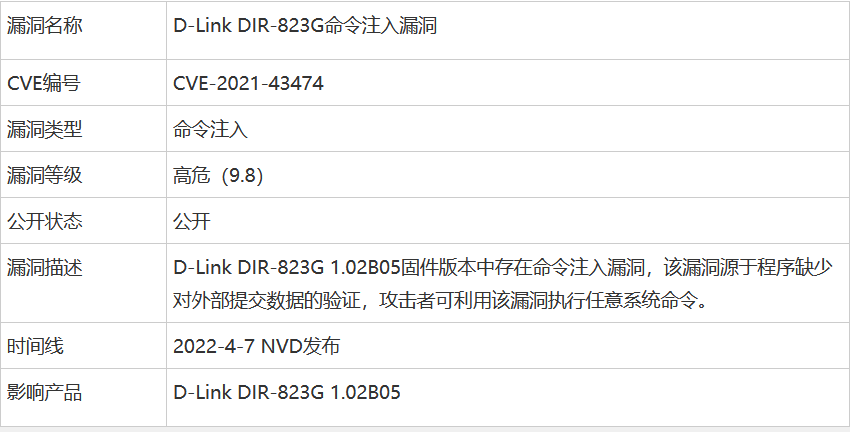 漏洞名称
D-Link DIR-823G命令注入漏洞
CVE编号
CVE-2021-43474
漏洞类型
命令注入
漏洞等级
高危（9.8）
公开状态
公开
漏洞描述
D-Link DIR-823G 1.02B05固件版本中存在命令注入漏洞，该漏洞源于程序缺少
对外部提交数据的验证，攻击者可利用该漏洞执行任意系统命令。
时间线
2022-4-7 NVD发布
影响产品
D-Link DIR-823G 1.02B05